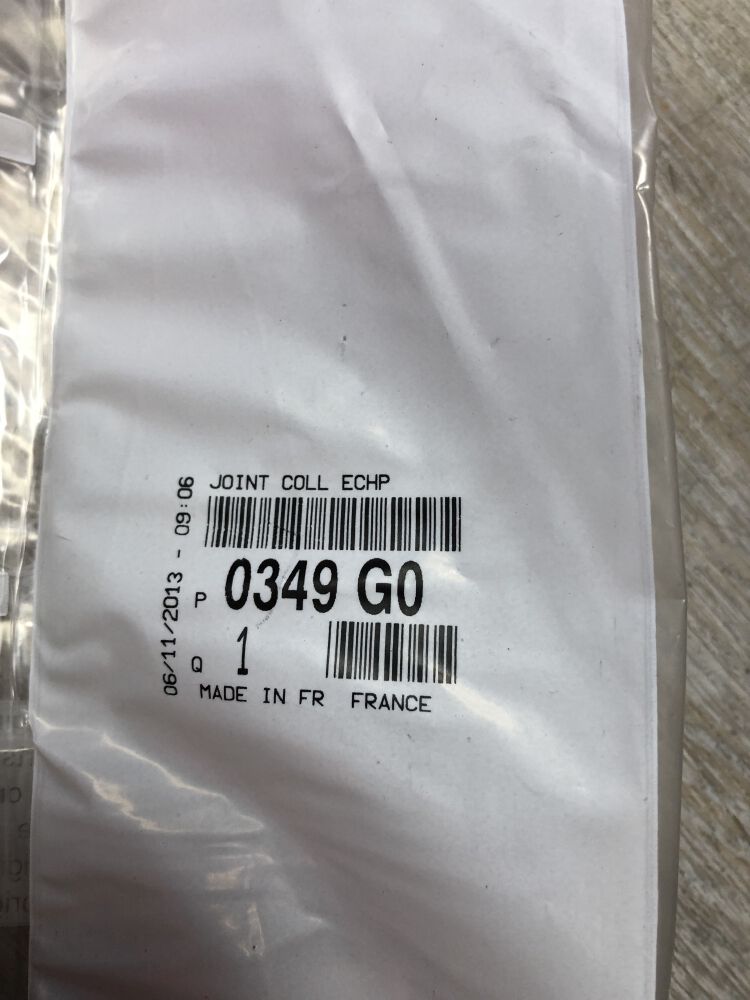 JOINT COLL ECHP
P 0349 G0
Q 1
MADE IN FR FRANCE
06/11/2013 - 09:06